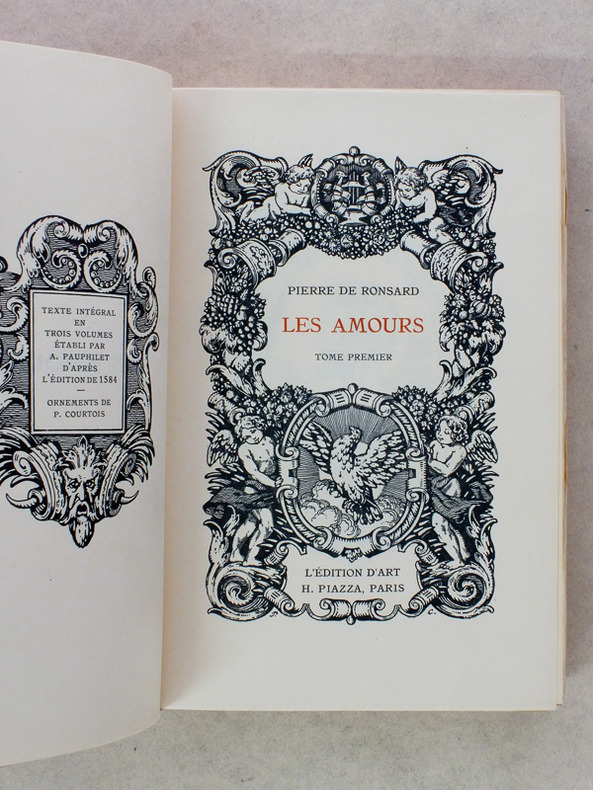 TEXTE INTÉGRAL
EN
TROIS VOLUMES
ÉTABLI PAR
A. PAUPHILET
D'APRÈS
L'ÉDITION DE 1584
—
ORNEMENTS DE
P. COURTOIS
PIERRE DE RONSARD
LES AMOURS
TOME PREMIER
L'ÉDITION D'ART
H. PIAZZA, PARIS